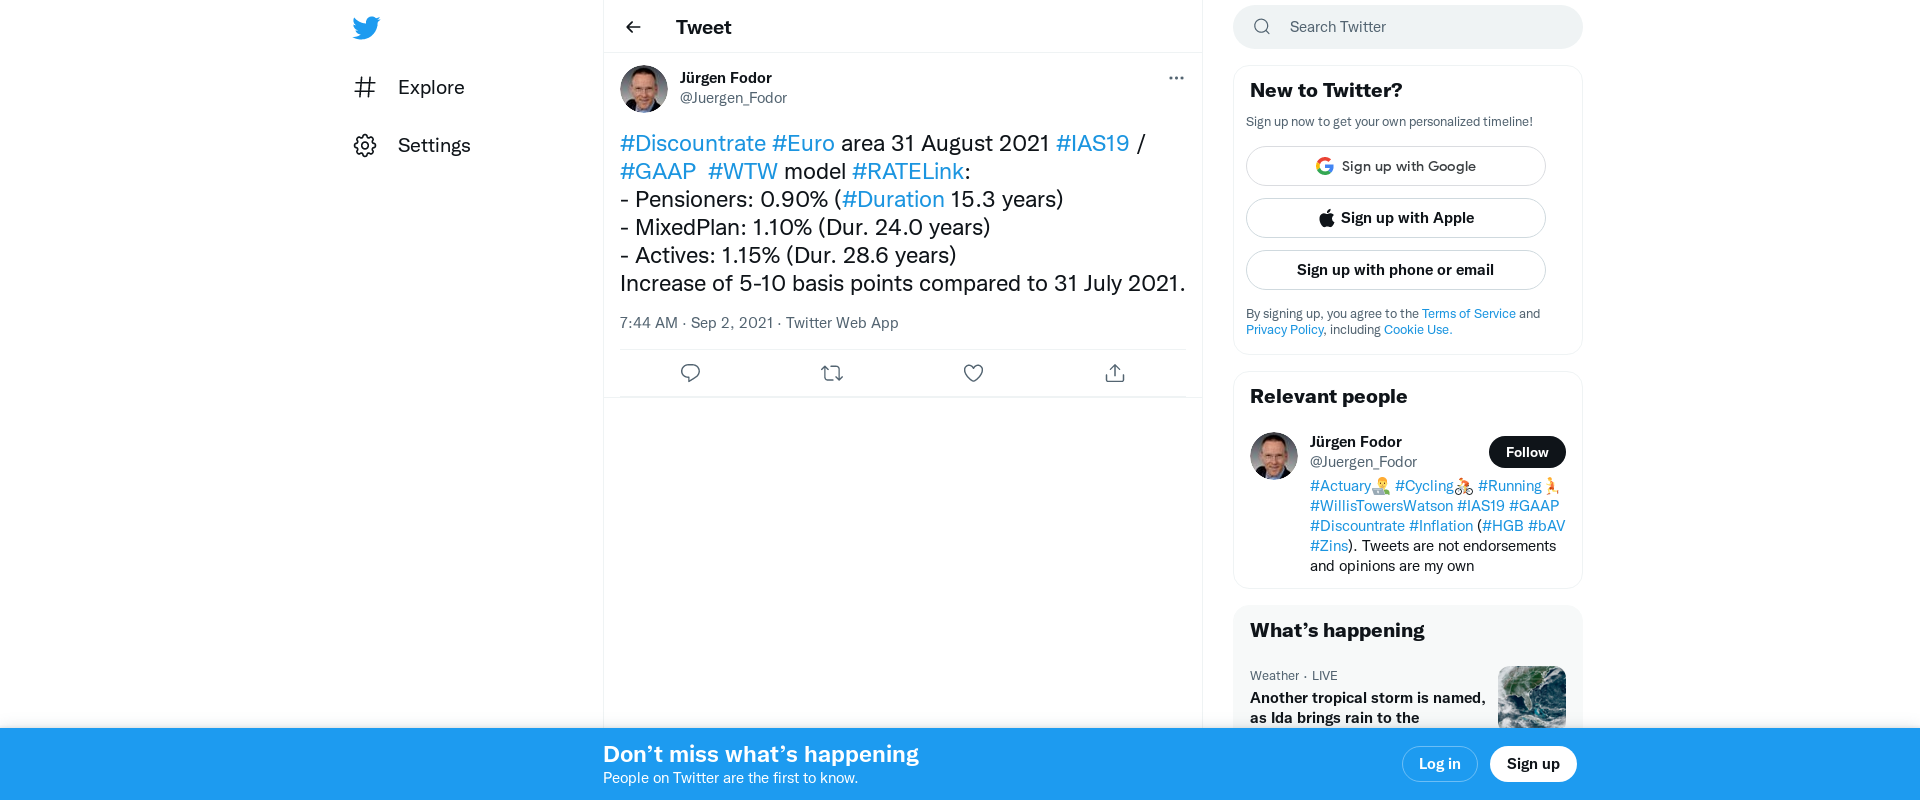 Explore
Settings
Tweet
Jürgen Fodor
@Juergen_Fodor
#Discountrate #Euro area 31 August 2021 #IAS19 /
#GAAP #WTW model #RATELink:
- Pensioners: 0.90% (#Duration 15.3 years)
- MixedPlan: 1.10% (Dur. 24.0 years)
- Actives: 1.15% (Dur. 28.6 years)
Increase of 5-10 basis points compared to 31 July 2021.
7:44 AM · Sep 2, 2021 · Twitter Web App
Search Twitter
New to Twitter?
Sign up now to get your own personalized timeline!
Sign up with Google
Sign up with Apple
Sign up with phone or email
By signing up, you agree to the Terms of Service and
Privacy Policy, including Cookie Use.
Relevant people
Jürgen Fodor
@Juergen_Fodor
Follow
#Actuary #Cycling #Running
#WillisTowersWatson #IAS19 #GAAP
#Discountrate #Inflation (#HGB #bAV
#Zins). Tweets are not endorsements
and opinions are my own
What's happening
Weather · LIVE
Another tropical storm is named,
as Ida brings rain to the
Don't miss what's happening
People on Twitter are the first to know.
Log in
Sign up